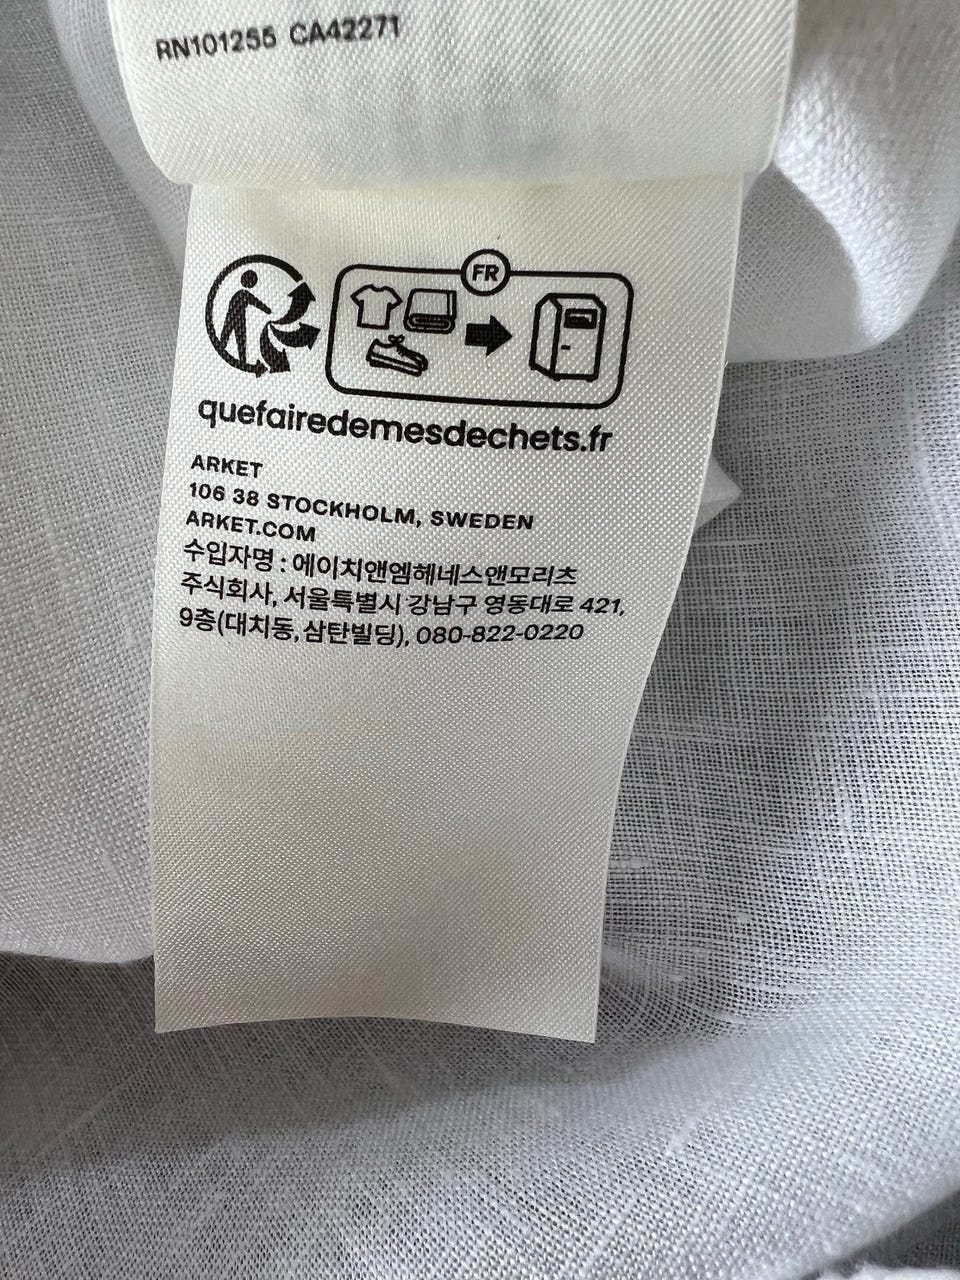 RN101255 CA42271
FR
quefairedemesdechets.fr
ARKET
106 38 STOCKHOLM, SWEDEN
ARKET.COM
수입자명 : 에이치앤엠헤네스앤모리츠
주식회사, 서울특별시 강남구 영동대로 421,
9층(대치동, 삼탄빌딩), 080-822-0220